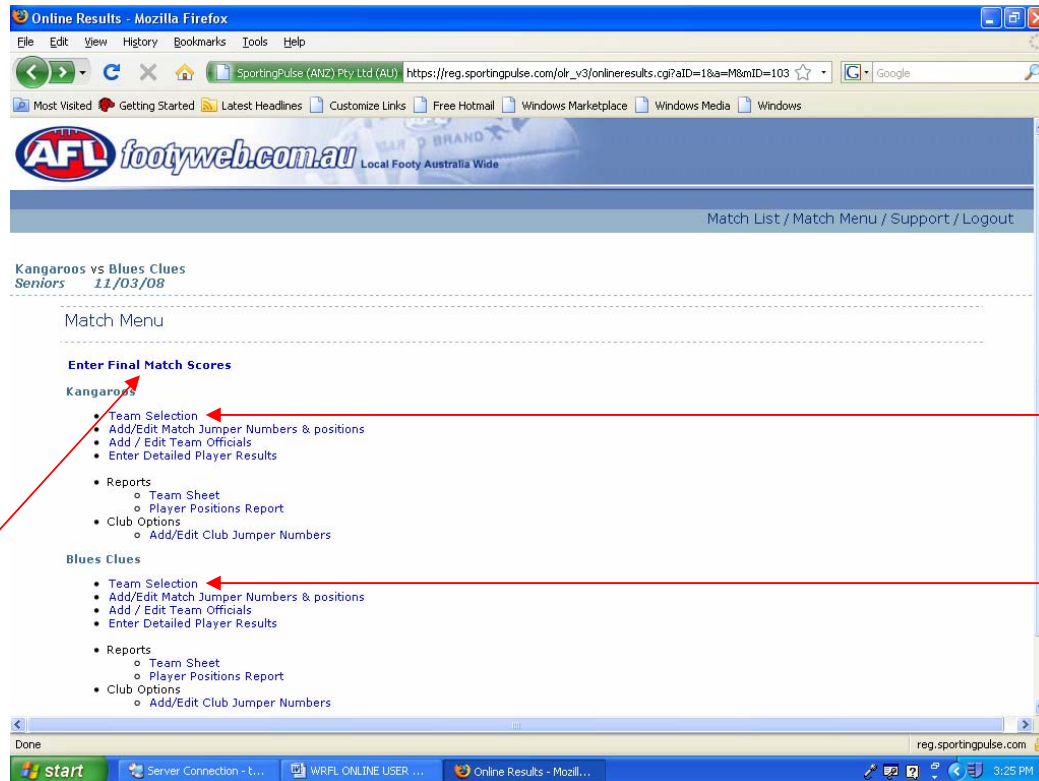 Online Results - Mozilla Firefox
File Edit View History Bookmarks Tools Help
SportingPulse (ANZ) Pty Ltd (AU) https://reg.sportingpulse.com/olr_v3/onlineresults.cgi?aID=1&a=M&mID=103 Google
Most Visited Getting Started Latest Headlines Customize Links Free Hotmail Windows Marketplace Windows Media Windows
AFL footyweb.com.au Local Footy Australia Wide
BRAND
Match List / Match Menu / Support / Logout
Kangaroos vs Blues Clues
Seniors 11/03/08
Match Menu
Enter Final Match Scores
Kangaroos
• Team Selection
• Add/Edit Match Jumper Numbers & positions
• Add / Edit Team Officials
• Enter Detailed Player Results
• Reports
o Team Sheet
o Player Positions Report
• Club Options
o Add/Edit Club Jumper Numbers
Blues Clues
• Team Selection
• Add/Edit Match Jumper Numbers & positions
• Add / Edit Team Officials
• Enter Detailed Player Results
• Reports
o Team Sheet
o Player Positions Report
• Club Options
o Add/Edit Club Jumper Numbers
Done reg.sportingpulse.com
start Server Connection - t... WRFL ONLINE USER ... Online Results - Mozill... 3:25 PM